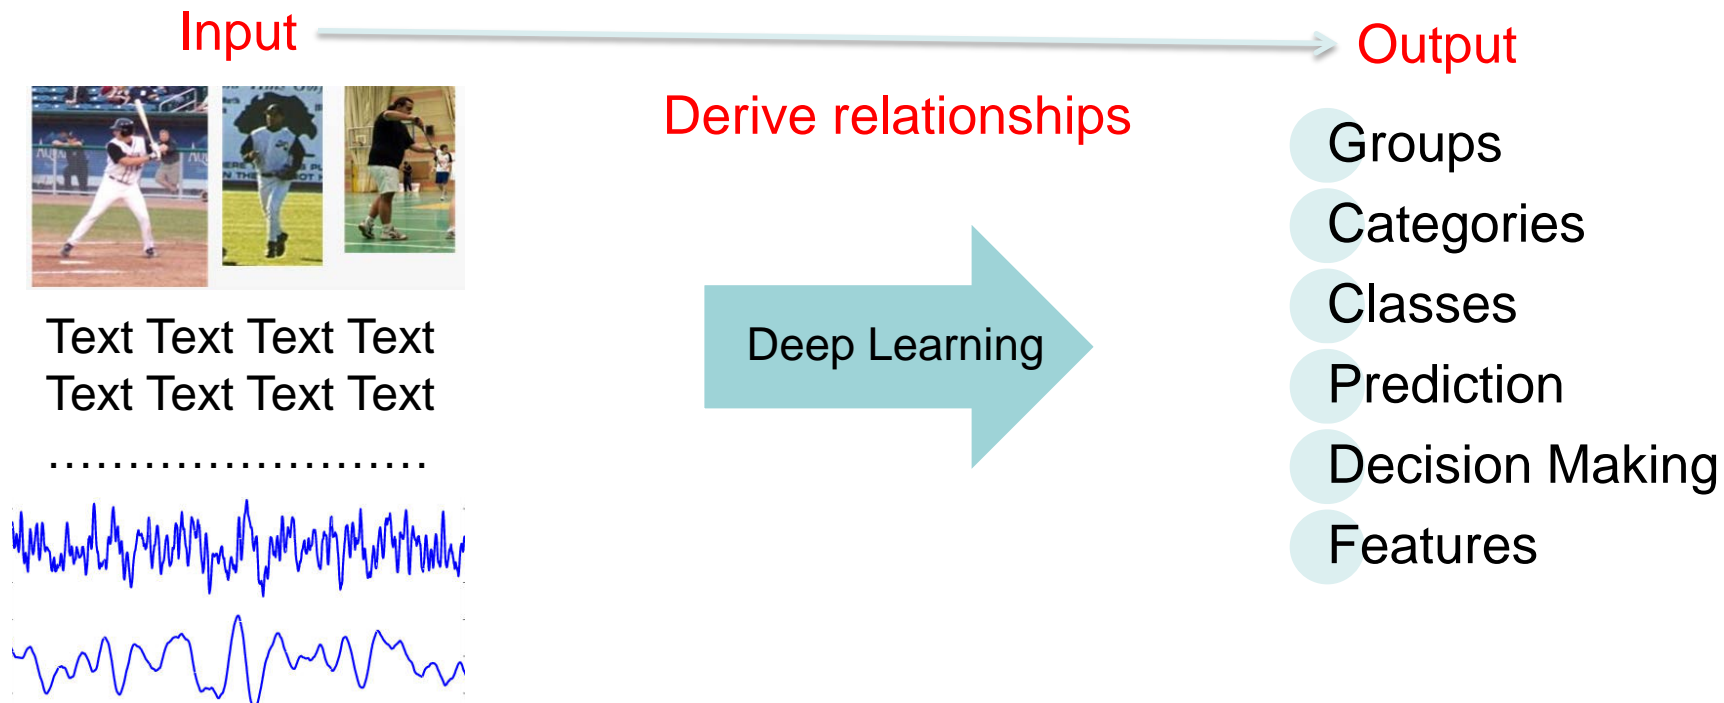 Input
Output
Derive relationships
Text Text Text Text
Text Text Text Text
........................
Deep Learning
Groups
Categories
Classes
Prediction
Decision Making
Features